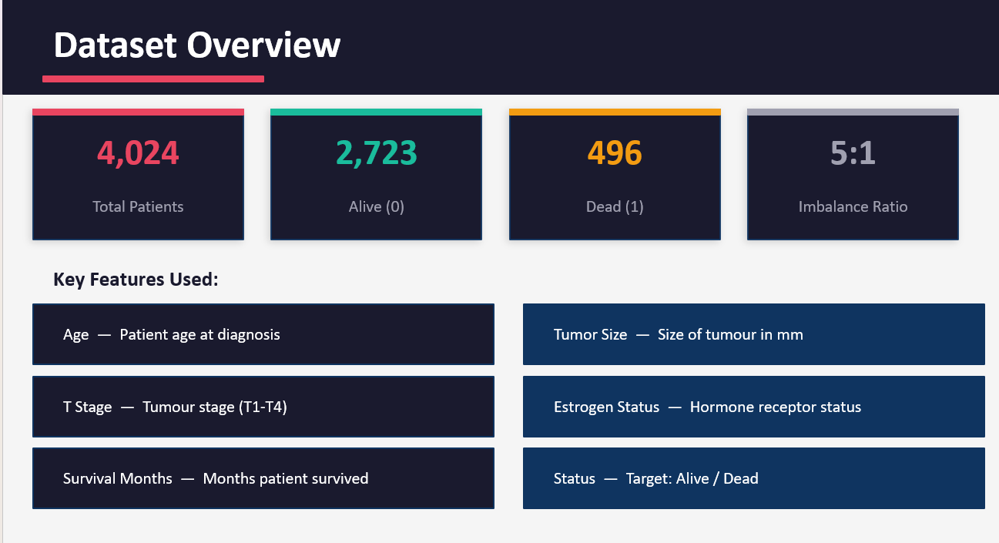 Dataset Overview
4,024
Total Patients
2,723
Alive (0)
496
Dead (1)
5:1
Imbalance Ratio
Key Features Used:
Age — Patient age at diagnosis
Tumor Size — Size of tumour in mm
T Stage — Tumour stage (T1-T4)
Estrogen Status — Hormone receptor status
Survival Months — Months patient survived
Status — Target: Alive / Dead